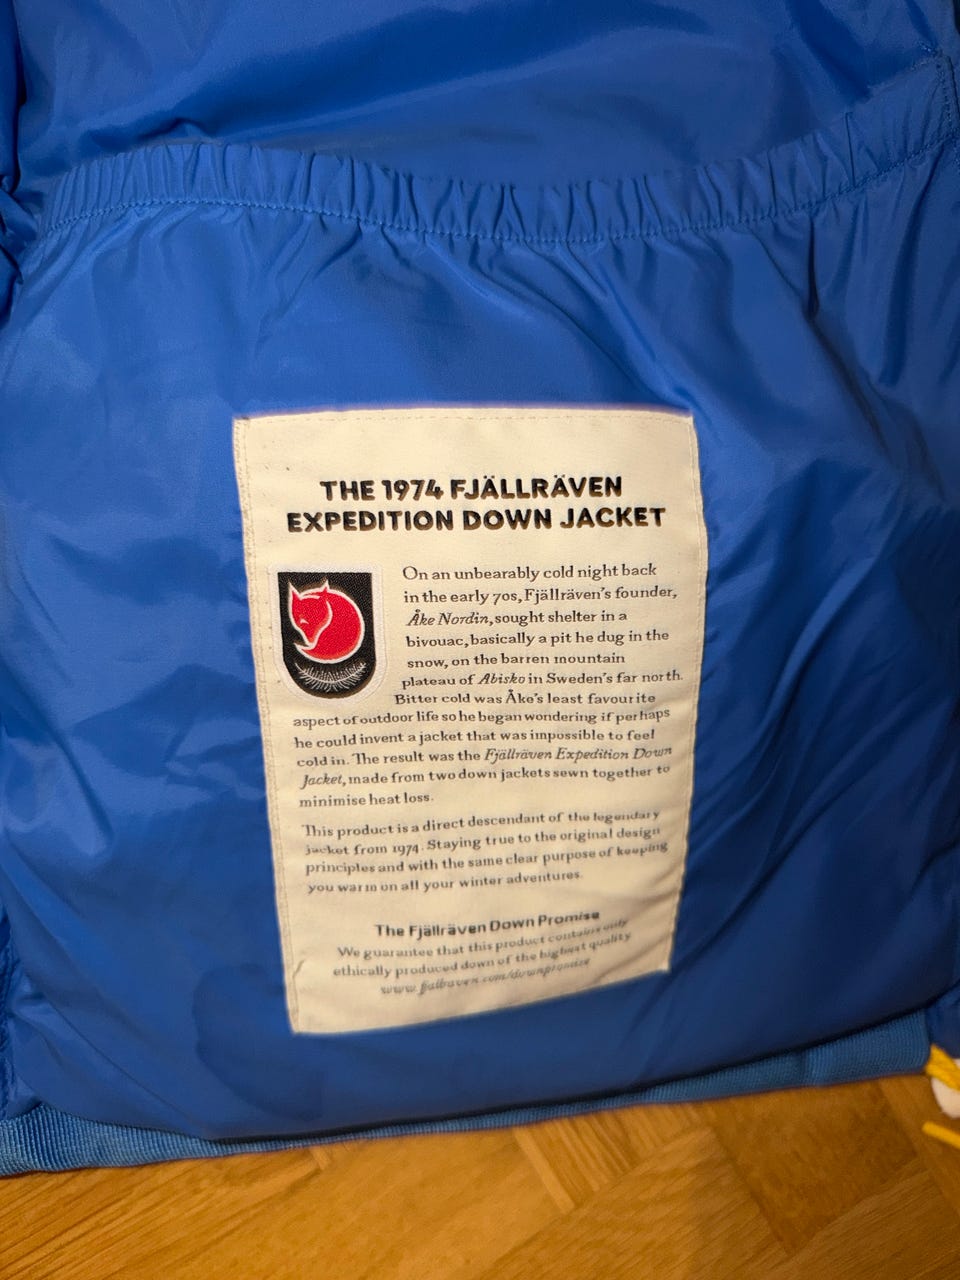 THE 1974 FJÄLLRÄVEN
EXPEDITION DOWN JACKET
On an unbearably cold night back
in the early 70s, Fjällräven's founder,
Åke Nordin, sought shelter in a
bivouac, basically a pit he dug in the
snow, on the barren mountain
plateau of Abisko in Sweden's far north.
Bitter cold was Åke's least favourite
aspect of outdoor life so he began wondering if perhaps
he could invent a jacket that was impossible to feel
cold in. The result was the Fjällräven Expedition Down
Jacket, made from two down jackets sewn together to
minimise heat loss.
This product is a direct descendant of the legendary
jacket from 1974. Staying true to the original design
principles and with the same clear purpose of keeping
you warm on all your winter adventures.
The Fjällräven Down Promise
We guarantee that this product contains only
ethically produced down of the highest quality
www.fjallraven.com/downpromise